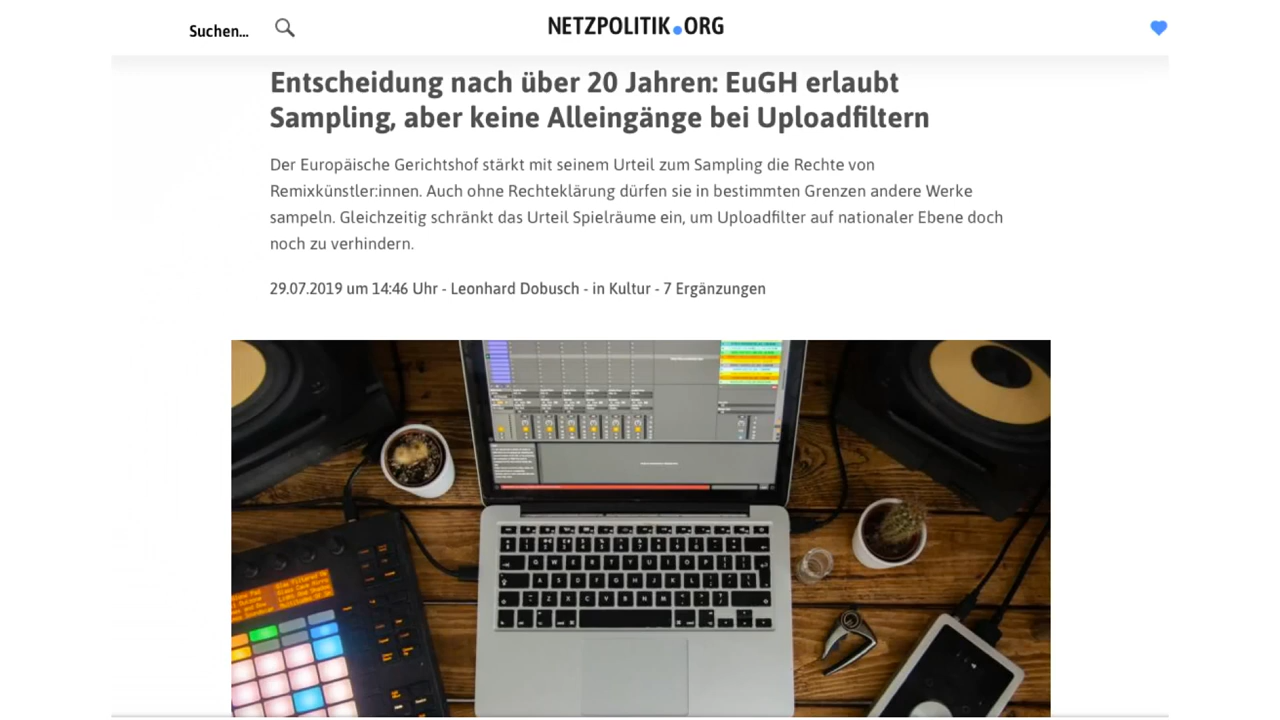 Suchen...
NETZPOLITIK.ORG
Entscheidung nach über 20 Jahren: EuGH erlaubt
Sampling, aber keine Alleingänge bei Uploadfiltern
Der Europäische Gerichtshof stärkt mit seinem Urteil zum Sampling die Rechte von
Remixkünstler:innen. Auch ohne Rechteklärung dürfen sie in bestimmten Grenzen andere Werke
sampeln. Gleichzeitig schränkt das Urteil Spielräume ein, um Uploadfilter auf nationaler Ebene doch
noch zu verhindern.
29.07.2019 um 14:46 Uhr - Leonhard Dobusch - in Kultur - 7 Ergänzungen